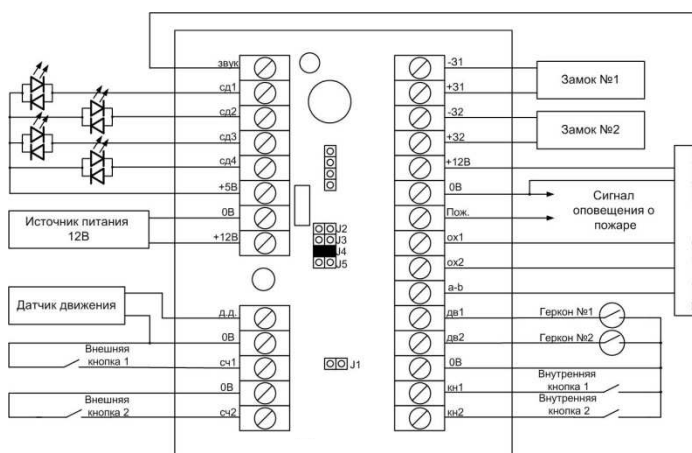 звук
сд1
сд2
сд3
сд4
+5В
0В
+12В
Источник питания
12В
J2
J3
J4
J5
Датчик движения
д.д.
0В
Внешняя
кнопка 1
сч1
0В
Внешняя
кнопка 2
сч2
J1
-З1
+З1
Замок №1
-З2
+З2
Замок №2
+12В
0В
Пож.
Сигнал
оповещения о
пожаре
ох1
ох2
a-b
дв1
Геркон №1
дв2
Геркон №2
0В
кн1
Внутренняя
кнопка 1
кн2
Внутренняя
кнопка 2